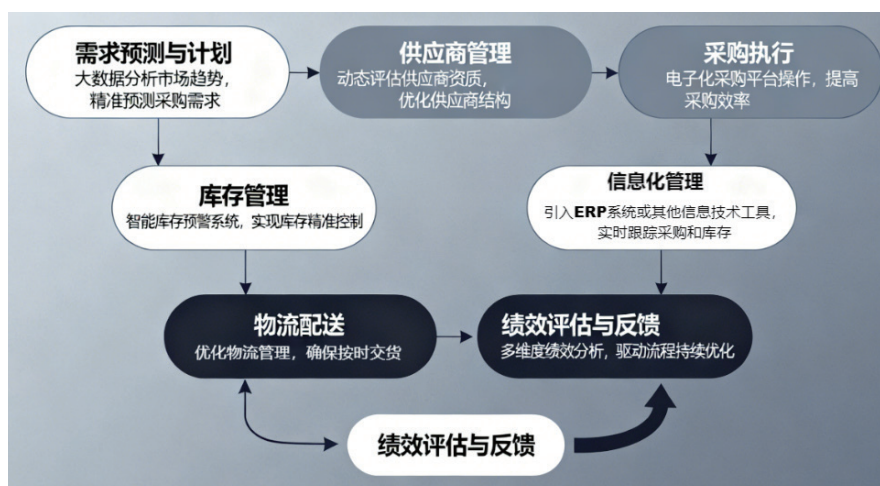 需求预测与计划
大数据分析市场趋势，
精准预测采购需求
供应商管理
动态评估供应商资质，
优化供应商结构
采购执行
电子化采购平台操作，提高
采购效率
库存管理
智能库存预警系统，实现库存精准控制
信息化管理
引入ERP系统或其他信息技术工具，
实时跟踪采购和库存
物流配送
优化物流管理，确保按时交货
绩效评估与反馈
多维度绩效分析，驱动流程持续优化
绩效评估与反馈